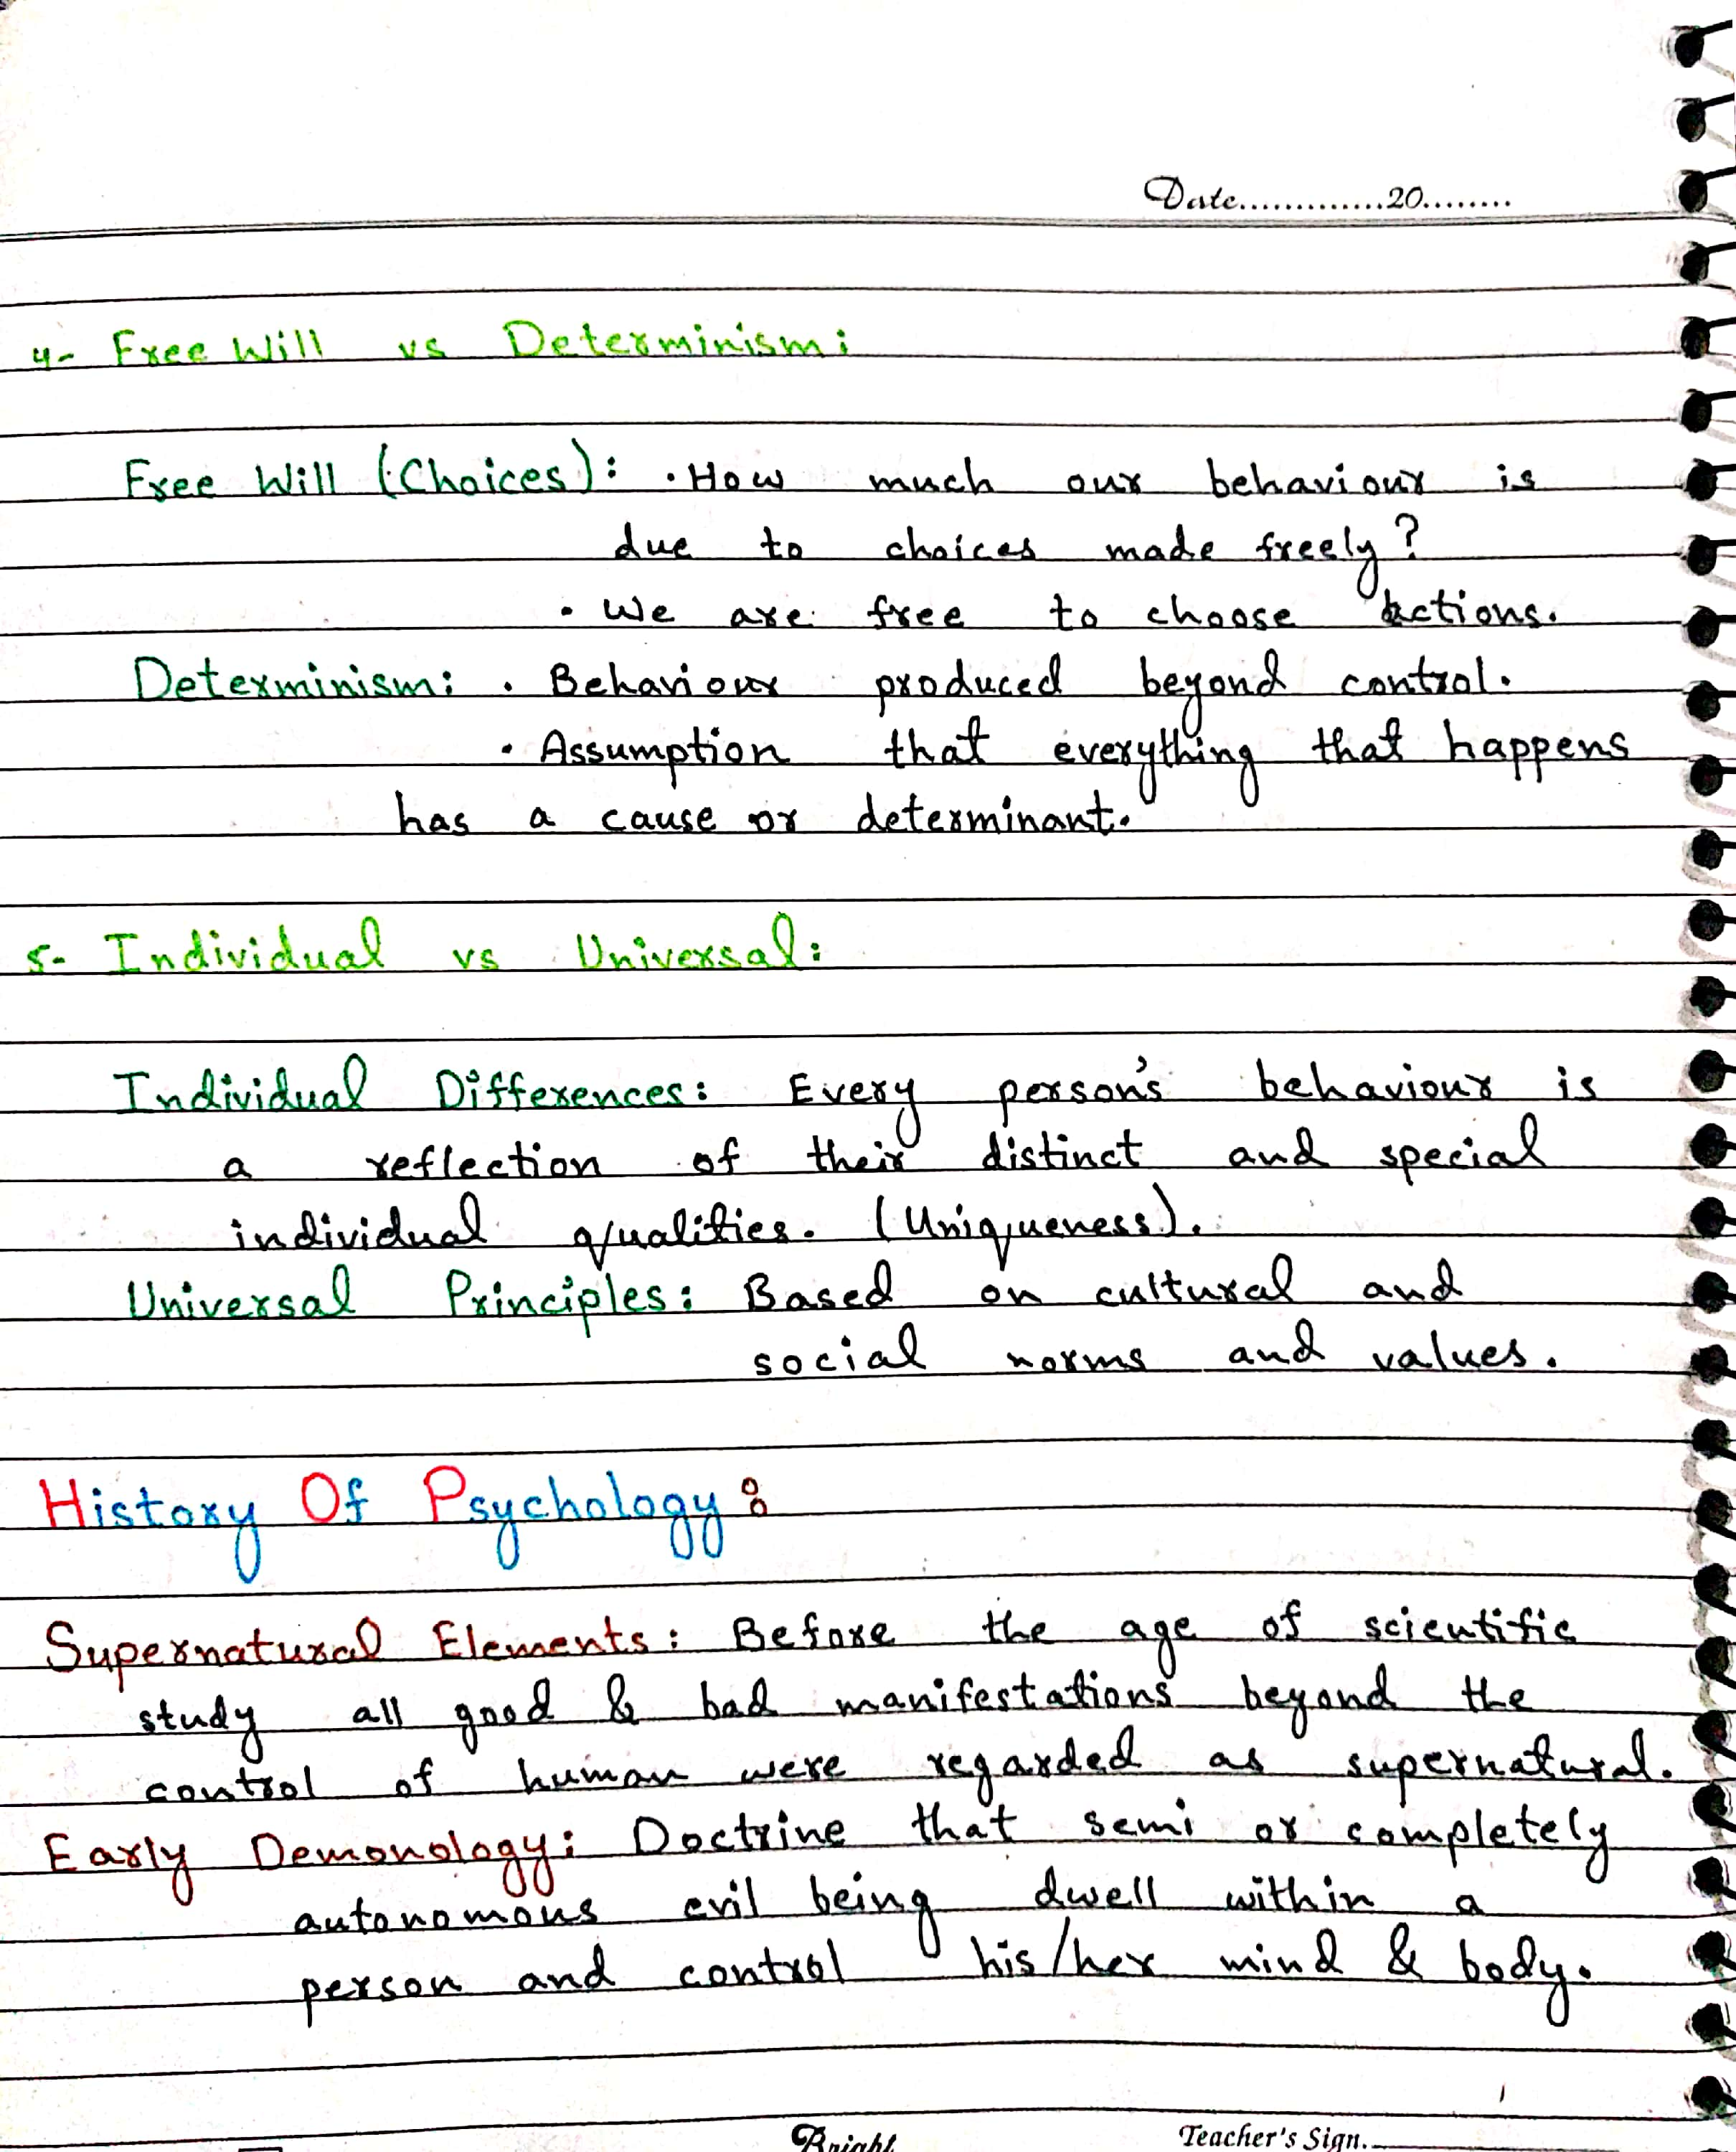 Date.............20........
4- Free Will vs Determinism:
Free Will (Choices): • How much our behaviour is
due to choices made freely?
• We are free to choose actions.
Determinism: • Behaviour produced beyond control.
• Assumption that everything that happens
has a cause or determinant.
5- Individual vs Universal:
Individual Differences: Every person's behaviour is
a reflection of their distinct and special
individual qualities. (Uniqueness).
Universal Principles: Based on cultural and
social norms and values.
History Of Psychology:
Supernatural Elements: Before the age of scientific
study all good & bad manifestations beyond the
control of human were regarded as supernatural.
Early Demonology: Doctrine that semi or completely
autonomous evil being dwell within a
person and control his/her mind & body.
Bright Teacher's Sign.